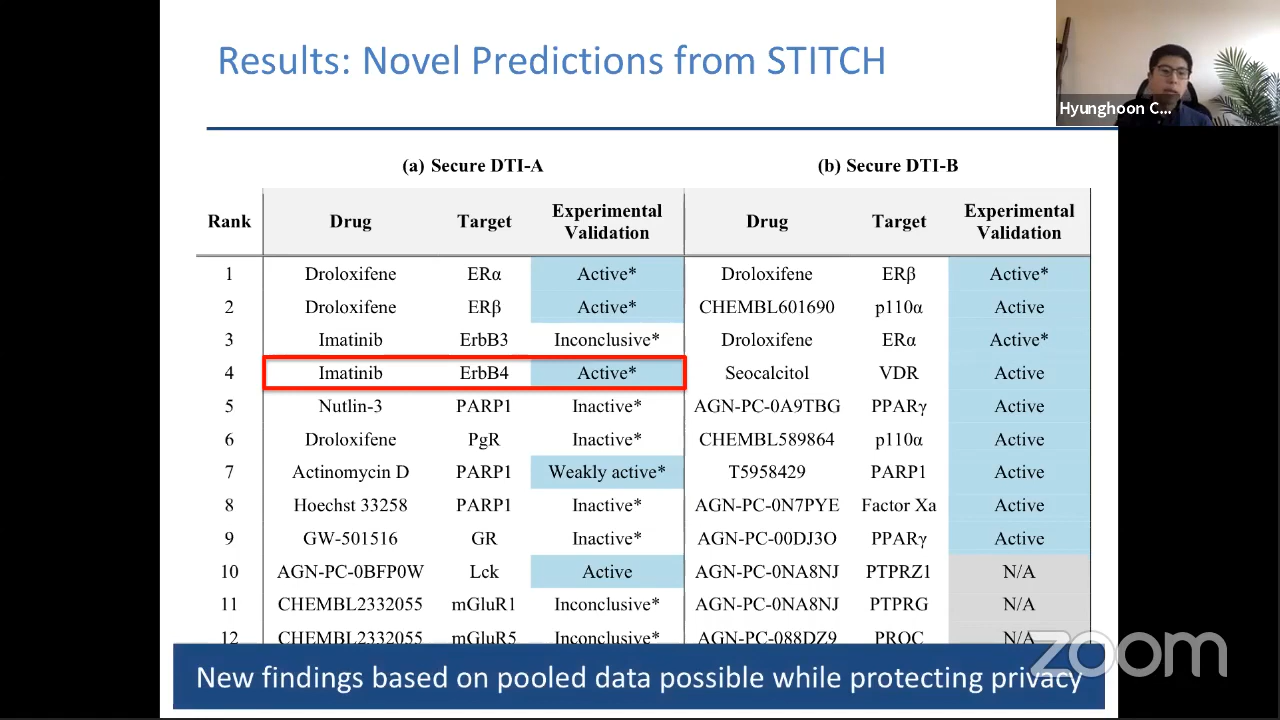 Results: Novel Predictions from STITCH
Hyunghoon C...
(a) Secure DTI-A (b) Secure DTI-B
Rank Drug Target Experimental Validation Drug Target Experimental Validation
1 Droloxifene ERα Active* Droloxifene ERβ Active*
2 Droloxifene ERβ Active* CHEMBL601690 p110α Active
3 Imatinib ErbB3 Inconclusive* Droloxifene ERα Active*
4 Imatinib ErbB4 Active* Seocalcitol VDR Active
5 Nutlin-3 PARP1 Inactive* AGN-PC-0A9TBG PPARγ Active
6 Droloxifene PgR Inactive* CHEMBL589864 p110α Active
7 Actinomycin D PARP1 Weakly active* T5958429 PARP1 Active
8 Hoechst 33258 PARP1 Inactive* AGN-PC-0N7PYE Factor Xa Active
9 GW-501516 GR Inactive* AGN-PC-00DJ3O PPARγ Active
10 AGN-PC-0BFP0W Lck Active AGN-PC-0NA8NJ PTPRZ1 N/A
11 CHEMBL2332055 mGluR1 Inconclusive* AGN-PC-0NA8NJ PTPRG N/A
12 CHEMBL2332055 mGluR5 Inconclusive* AGN-PC-088DZ9 PROC N/A
New findings based on pooled data possible while protecting privacy
zoom